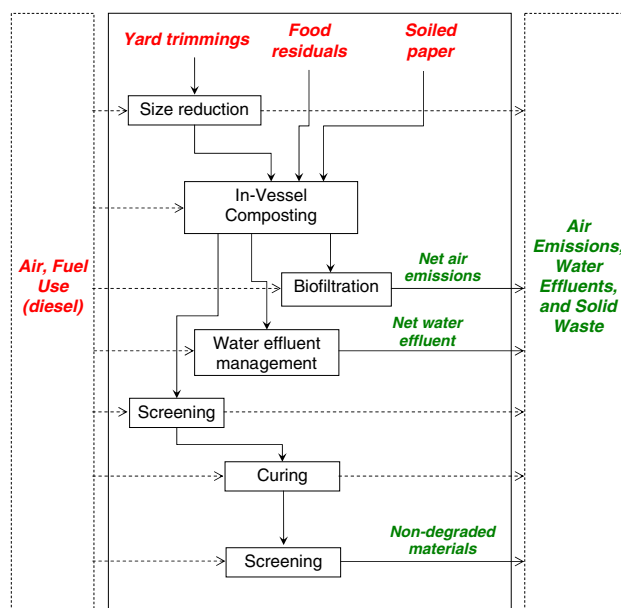 Yard trimmings
Food
residuals
Soiled
paper
Size reduction
In-Vessel
Composting
Air, Fuel
Use
(diesel)
Air
Emissions,
Water
Effluents,
and Solid
Waste
Net air
emissions
Biofiltration
Net water
effluent
Water effluent
management
Screening
Curing
Non-degraded
materials
Screening